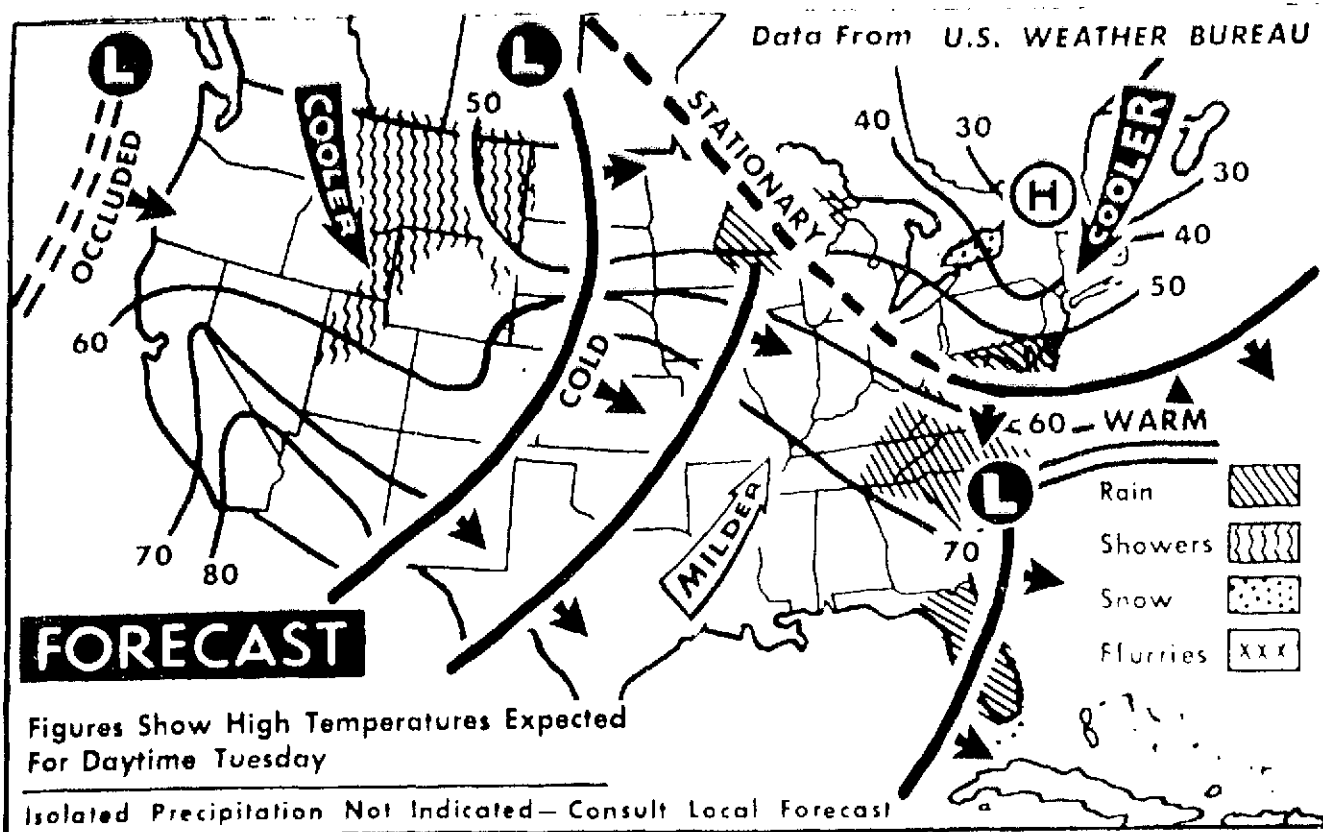 Data From U.S. WEATHER BUREAU
L
L
H
L
OCCLUDED
COOLER
50
STATIONARY
40
30
COOLER
30
40
50
60
COLD
60
WARM
70
80
MILDER
70
Rain
Showers
Snow
Flurries xxx
FORECAST
Figures Show High Temperatures Expected
For Daytime Tuesday
Isolated Precipitation Not Indicated— Consult Local Forecast